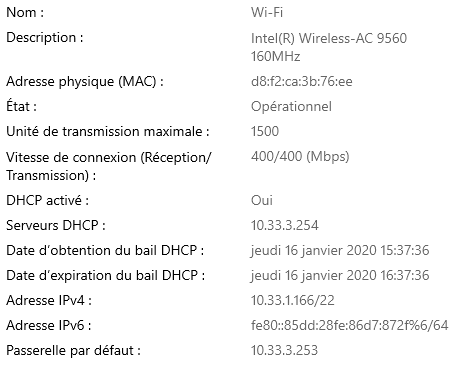 Nom : Wi-Fi
Description : Intel(R) Wireless-AC 9560
160MHz
Adresse physique (MAC) : d8:f2:ca:3b:76:ee
État : Opérationnel
Unité de transmission maximale : 1500
Vitesse de connexion (Réception/ 400/400 (Mbps)
Transmission) :
DHCP activé : Oui
Serveurs DHCP : 10.33.3.254
Date d'obtention du bail DHCP : jeudi 16 janvier 2020 15:37:36
Date d'expiration du bail DHCP : jeudi 16 janvier 2020 16:37:36
Adresse IPv4 : 10.33.1.166/22
Adresse IPv6 : fe80::85dd:28fe:86d7:872f%6/64
Passerelle par défaut : 10.33.3.253